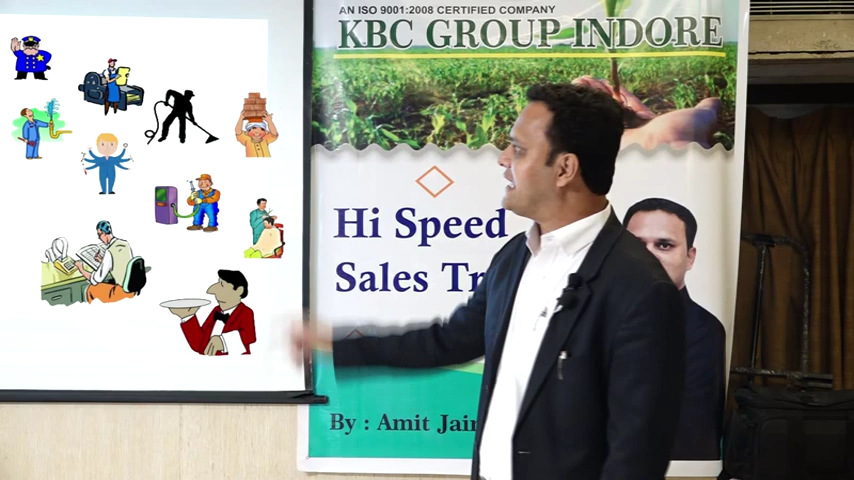 AN ISO 9001:2008 CERTIFIED COMPANY
KBC GROUP INDORE
Hi Speed
Sales Tr
By : Amit Jain